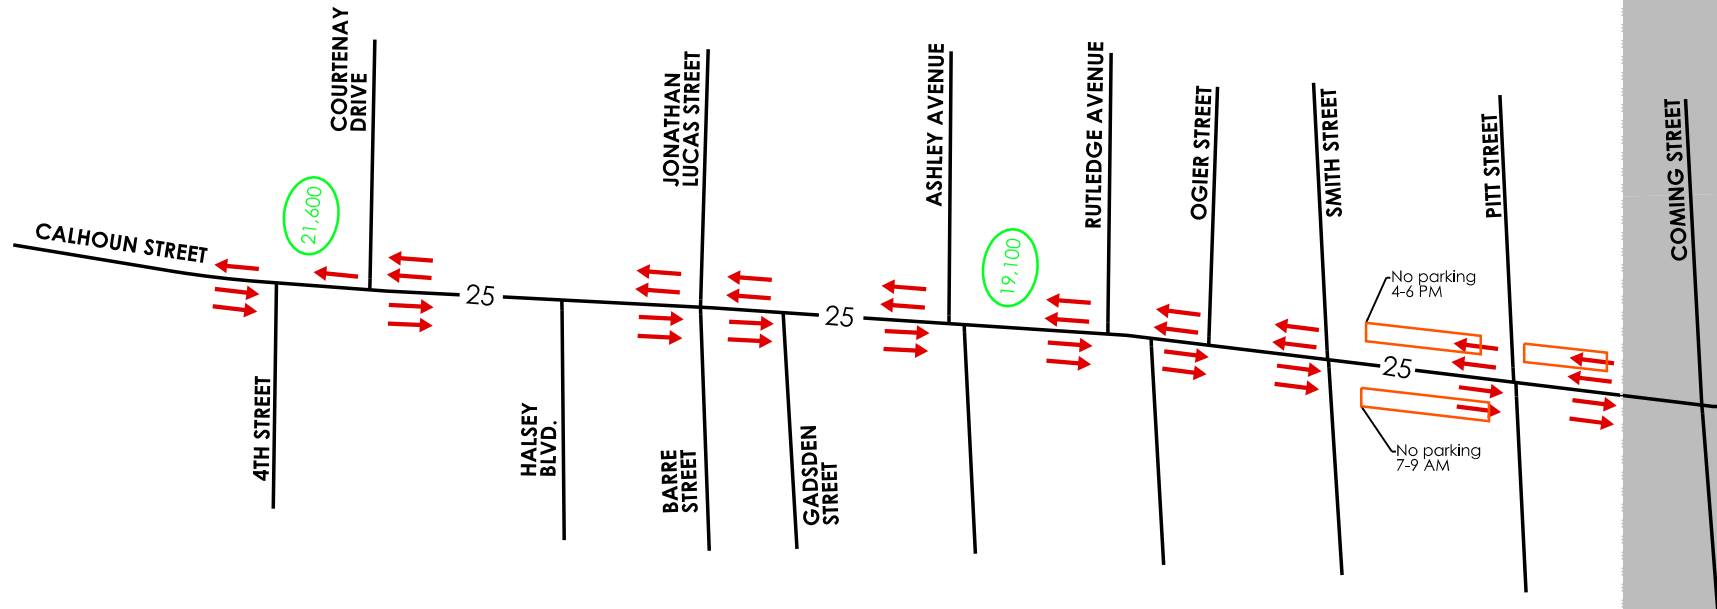 COURTENAY
DRIVE
JONATHAN
LUCAS STREET
ASHLEY AVENUE
RUTLEDGE AVENUE
OGIER STREET
SMITH STREET
PITT STREET
COMING STREET
21,600
19,100
CALHOUN STREET
25
25
25
No parking
4-6 PM
No parking
7-9 AM
4TH STREET
HALSEY
BLVD.
BARRE
STREET
GADSDEN
STREET